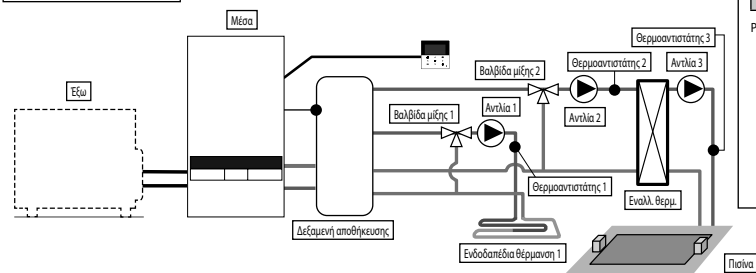 Μέσα
Έξω
Θερμοαντιστάτης 3
Θερμοαντιστάτης 2
Αντλία 3
Βαλβίδα μίξης 2
Βαλβίδα μίξης 1
Αντλία 1
Αντλία 2
Θερμοαντιστάτης 1
Εναλλ. θερμ.
Δεξαμενή αποθήκευσης
Ενδοδαπέδια θέρμανση 1
Πισίνα